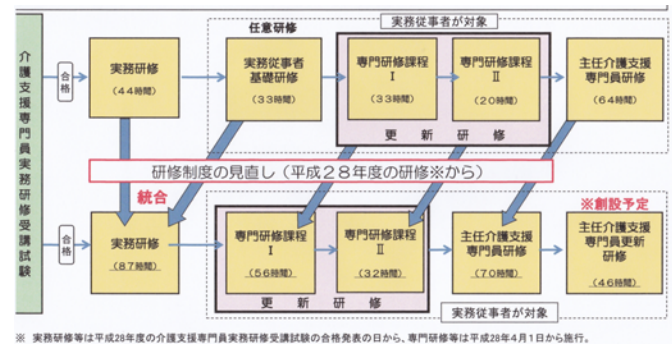 実務従事者が対象
任意研修
介護支援専門員実務研修受講試験
合格
実務研修
(44時間)
実務従事者
基礎研修
(33時間)
専門研修課程
Ⅰ
(33時間)
専門研修課程
Ⅱ
(20時間)
更新研修
主任介護支援
専門員研修
(64時間)
研修制度の見直し(平成28年度の研修※から)
統合
合格
実務研修
(87時間)
専門研修課程
Ⅰ
(56時間)
専門研修課程
Ⅱ
(32時間)
更新研修
主任介護支援
専門員研修
(70時間)
※創設予定
主任介護支援
専門員更新
研修
(46時間)
実務従事者が対象
※ 実務研修等は平成28年度の介護支援専門員実務研修受講試験の合格発表の日から、専門研修等は平成28年4月1日から施行。